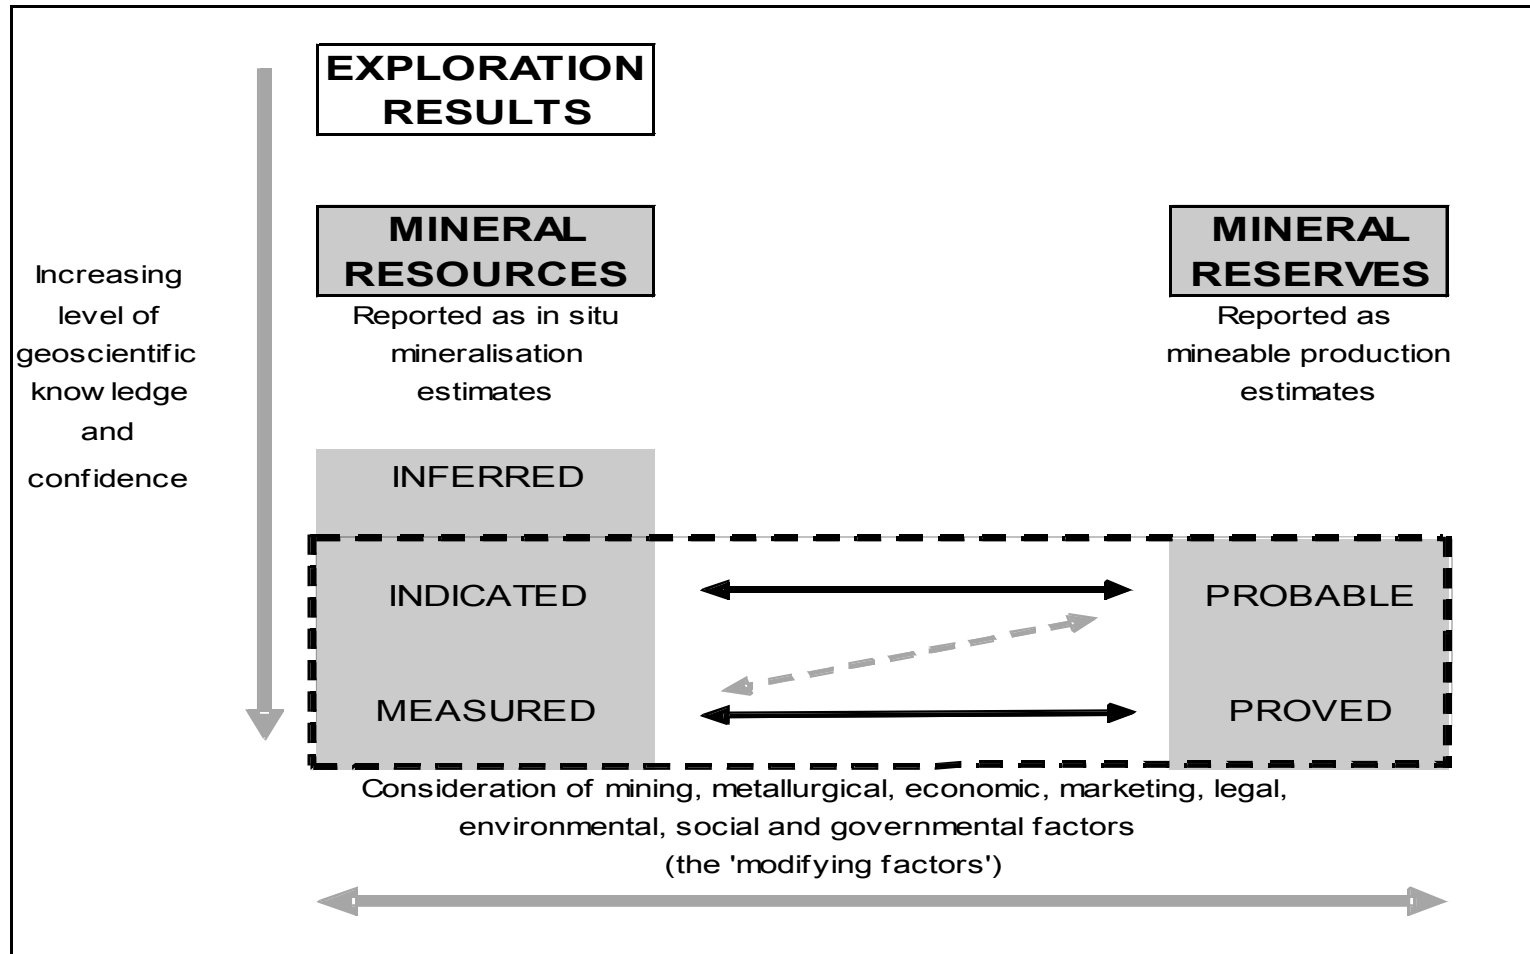 EXPLORATION
RESULTS
MINERAL
RESOURCES
Reported as in situ
mineralisation
estimates
MINERAL
RESERVES
Reported as
mineable production
estimates
Increasing
level of
geoscientific
know ledge
and
confidence
INFERRED
INDICATED
PROBABLE
MEASURED
PROVED
Consideration of mining, metallurgical, economic, marketing, legal,
environmental, social and governmental factors
(the 'modifying factors')